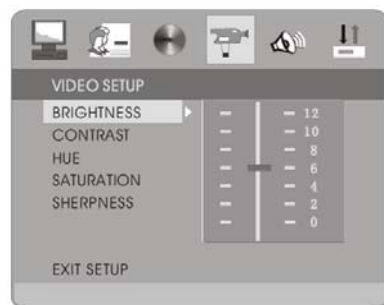 VIDEO SETUP
BRIGHTNESS
CONTRAST
HUE
SATURATION
SHERPNESS
12
10
8
6
4
2
0
EXIT SETUP